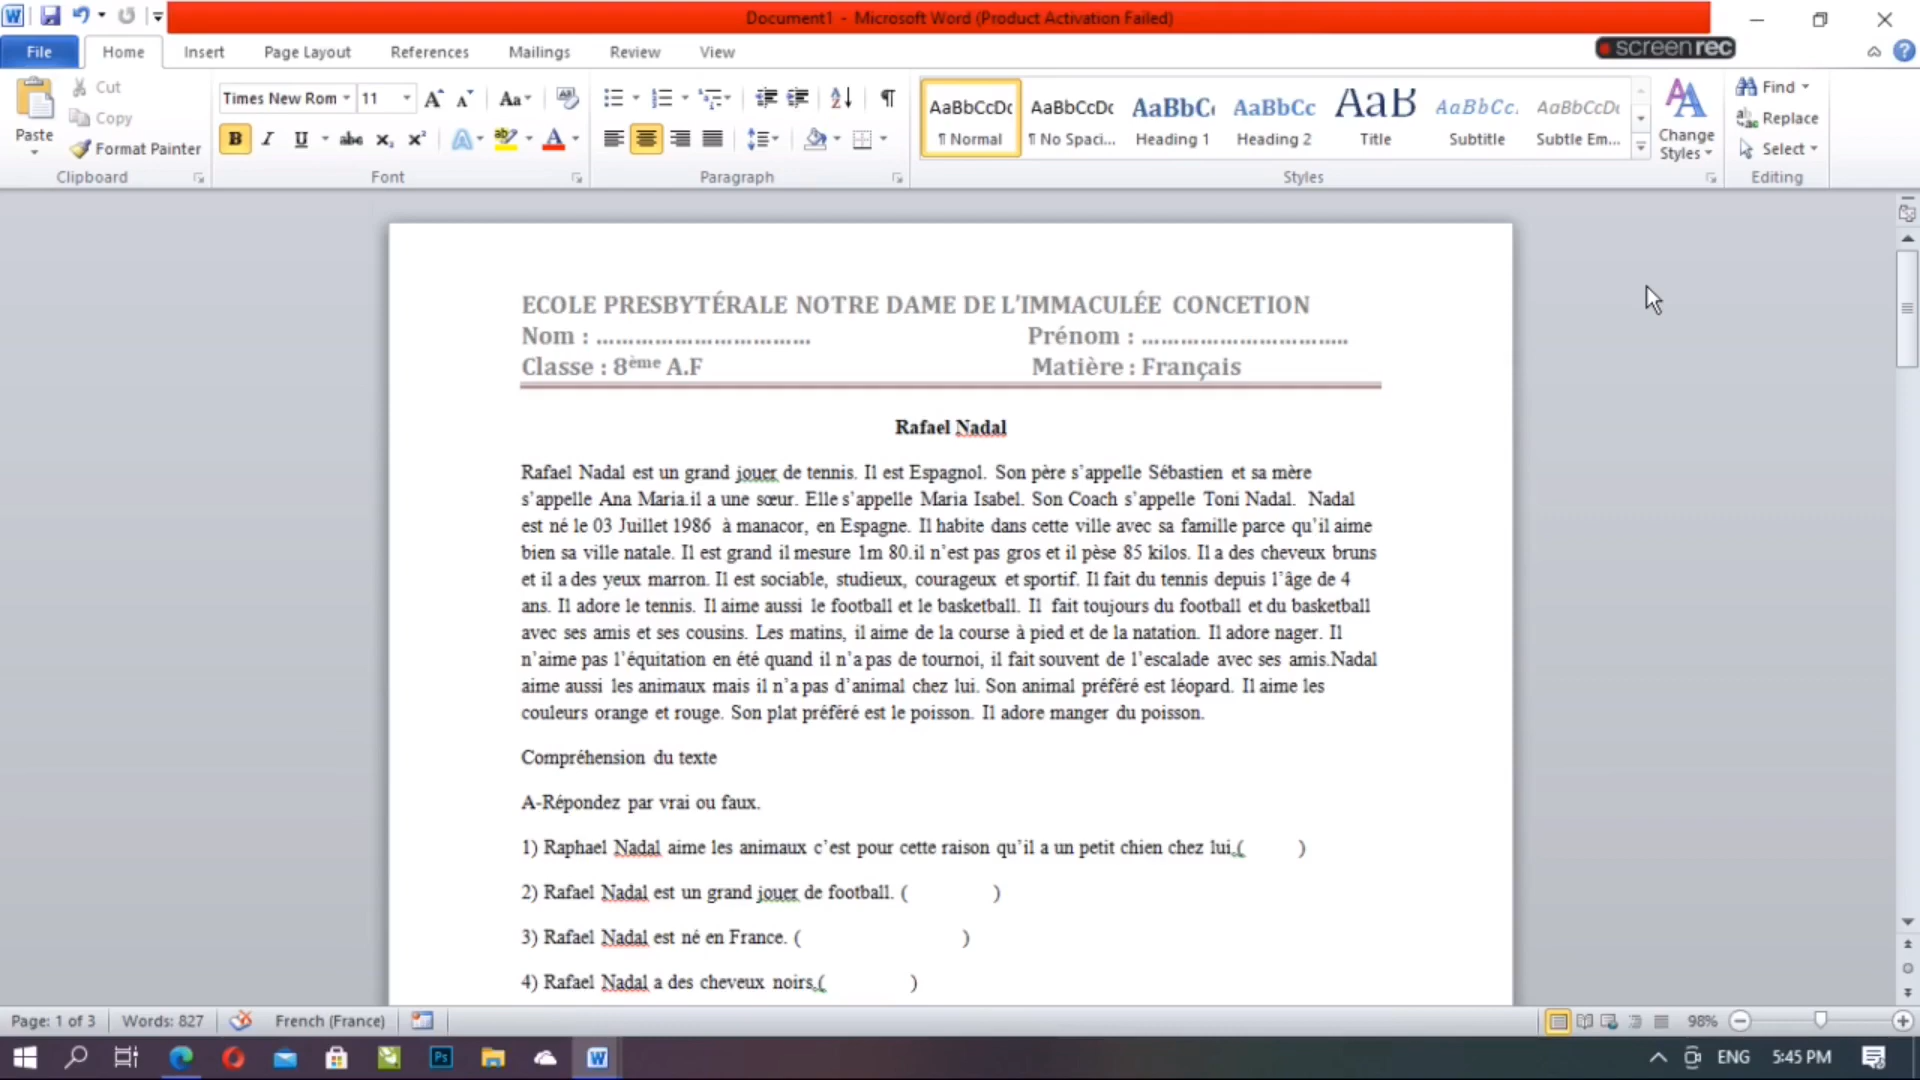 Document1 - Microsoft Word (Product Activation Failed)
File Home Insert Page Layout References Mailings Review View
screenrec
Paste
Cut
Copy
Format Painter
Clipboard
Times New Rom 11
Font
Paragraph
AaBbCcDc AaBbCcDc AaBbC AaBbCc AaB AaBbCc. AaBbCcDc
¶ Normal ¶ No Spaci... Heading 1 Heading 2 Title Subtitle Subtle Em...
Change Styles
Styles
Find
Replace
Select
Editing
ECOLE PRESBYTÉRALE NOTRE DAME DE L’IMMACULÉE CONCETION
Nom : ................................. Prénom : ................................
Classe : 8ème A.F Matière : Français
Rafael Nadal
Rafael Nadal est un grand jouer de tennis. Il est Espagnol. Son père s’appelle Sébastien et sa mère
s’appelle Ana Maria.il a une sœur. Elle s’appelle Maria Isabel. Son Coach s’appelle Toni Nadal. Nadal
est né le 03 Juillet 1986 à manacor, en Espagne. Il habite dans cette ville avec sa famille parce qu’il aime
bien sa ville natale. Il est grand il mesure 1m 80.il n’est pas gros et il pèse 85 kilos. Il a des cheveux bruns
et il a des yeux marron. Il est sociable, studieux, courageux et sportif. Il fait du tennis depuis l’âge de 4
ans. Il adore le tennis. Il aime aussi le football et le basketball. Il fait toujours du football et du basketball
avec ses amis et ses cousins. Les matins, il aime de la course à pied et de la natation. Il adore nager. Il
n’aime pas l’équitation en été quand il n’a pas de tournoi, il fait souvent de l’escalade avec ses amis.Nadal
aime aussi les animaux mais il n’a pas d’animal chez lui. Son animal préféré est léopard. Il aime les
couleurs orange et rouge. Son plat préféré est le poisson. Il adore manger du poisson.
Compréhension du texte
A-Répondez par vrai ou faux.
1) Raphael Nadal aime les animaux c’est pour cette raison qu’il a un petit chien chez lui.( )
2) Rafael Nadal est un grand jouer de football. ( )
3) Rafael Nadal est né en France. ( )
4) Rafael Nadal a des cheveux noirs.( )
Page: 1 of 3 Words: 827 French (France) 98%
ENG 5:45 PM